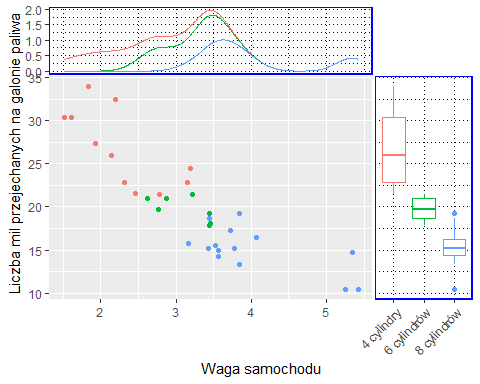 2.0
1.5
1.0
0.5
0.0
Liczba mil przejechanych na galonie paliwa
35
30
25
20
15
10
2 3 4 5
4 cylindry
6 cylindrów
8 cylindrów
Waga samochodu